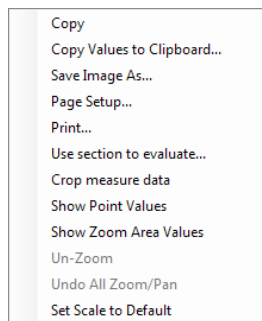 Copy
Copy Values to Clipboard...
Save Image As...
Page Setup...
Print...
Use section to evaluate...
Crop measure data
Show Point Values
Show Zoom Area Values
Un-Zoom
Undo All Zoom/Pan
Set Scale to Default